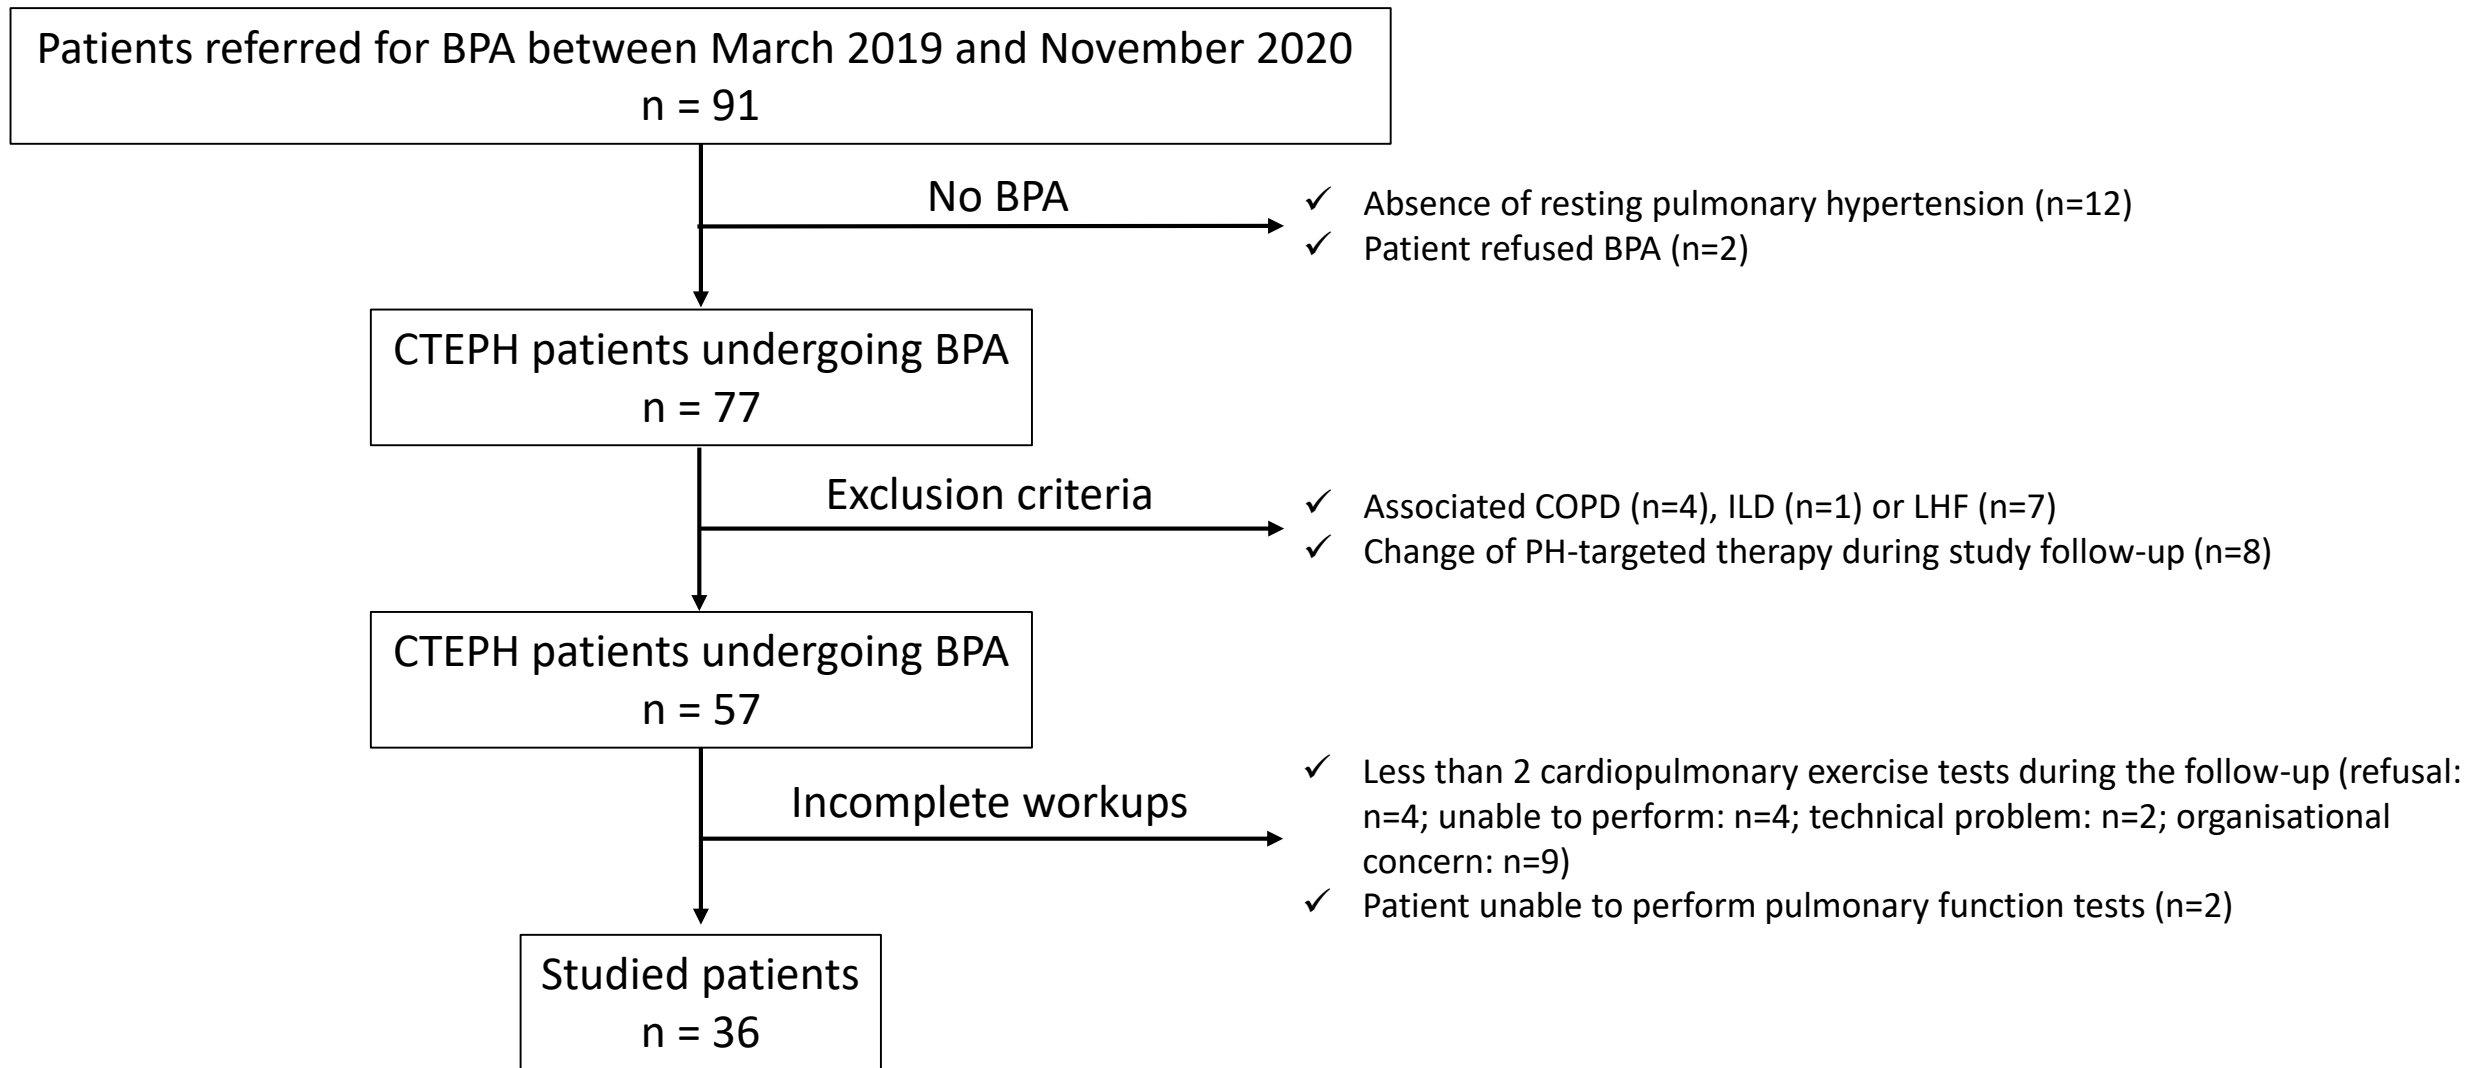 Patients referred for BPA between March 2019 and November 2020
n = 91
No BPA
✓ Absence of resting pulmonary hypertension (n=12)
✓ Patient refused BPA (n=2)
CTEPH patients undergoing BPA
n = 77
Exclusion criteria
✓ Associated COPD (n=4), ILD (n=1) or LHF (n=7)
✓ Change of PH-targeted therapy during study follow-up (n=8)
CTEPH patients undergoing BPA
n = 57
Incomplete workups
✓ Less than 2 cardiopulmonary exercise tests during the follow-up (refusal:
n=4; unable to perform: n=4; technical problem: n=2; organisational
concern: n=9)
✓ Patient unable to perform pulmonary function tests (n=2)
Studied patients
n = 36